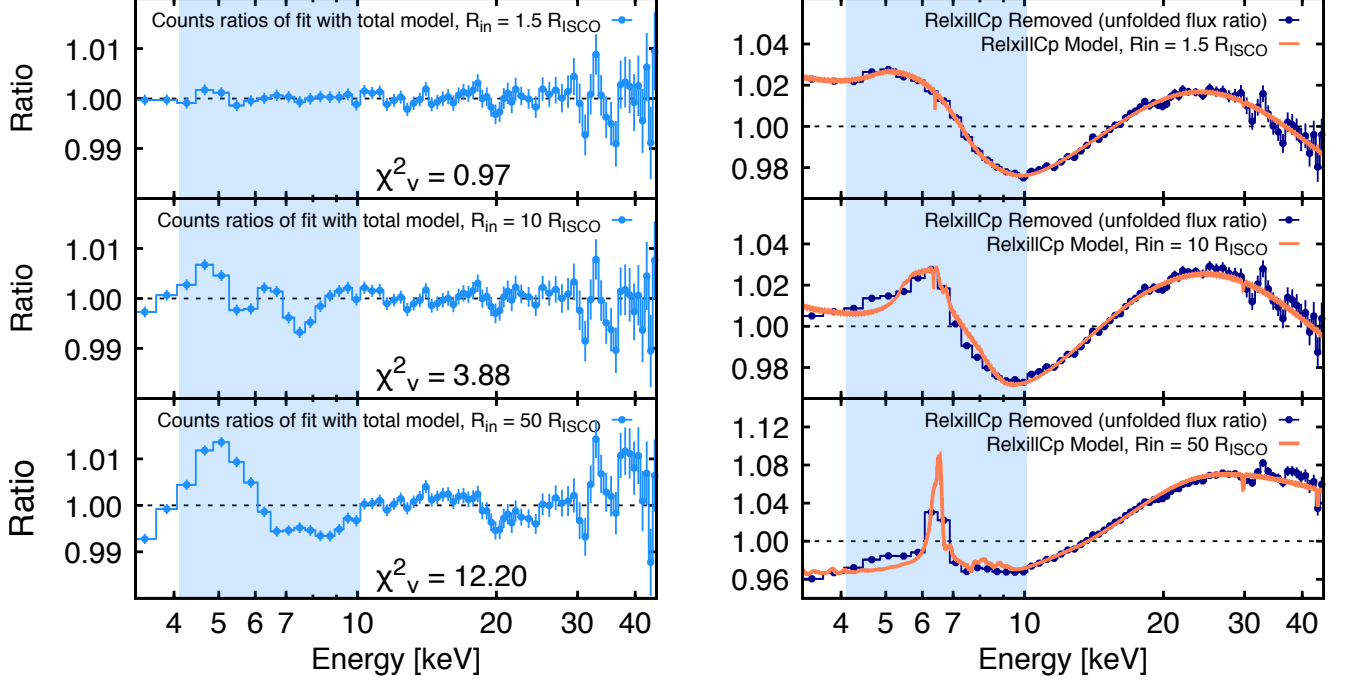 Counts ratios of fit with total model, R_in = 1.5 R_ISCO
1.01
1.00
0.99
Ratio
χ²_ν = 0.97
Counts ratios of fit with total model, R_in = 10 R_ISCO
1.01
1.00
0.99
Ratio
χ²_ν = 3.88
Counts ratios of fit with total model, R_in = 50 R_ISCO
1.01
1.00
0.99
Ratio
χ²_ν = 12.20
4 5 6 7 10 20 30 40
Energy [keV]
RelxillCp Removed (unfolded flux ratio)
RelxillCp Model, Rin = 1.5 R_ISCO
1.04
1.02
1.00
0.98
RelxillCp Removed (unfolded flux ratio)
RelxillCp Model, Rin = 10 R_ISCO
1.04
1.02
1.00
0.98
RelxillCp Removed (unfolded flux ratio)
RelxillCp Model, Rin = 50 R_ISCO
1.12
1.08
1.04
1.00
0.96
4 5 6 7 10 20 30 40
Energy [keV]